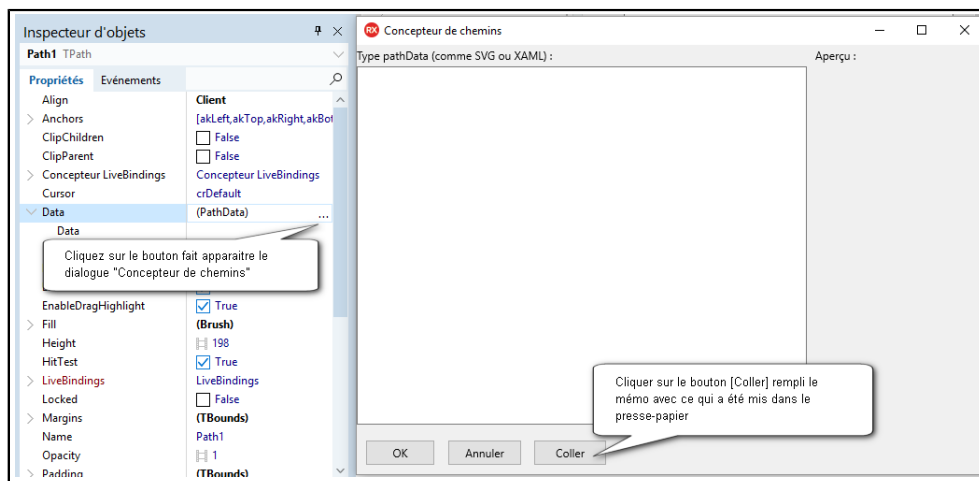 Inspecteur d'objets
Path1 TPath
Propriétés Evénements
Align Client
Anchors [akLeft,akTop,akRight,akBot
ClipChildren False
ClipParent False
Concepteur LiveBindings Concepteur LiveBindings
Cursor crDefault
Data (PathData) ...
Data
Cliquez sur le bouton fait apparaitre le
dialogue "Concepteur de chemins"
EnableDragHighlight True
Fill (Brush)
Height 198
HitTest True
LiveBindings LiveBindings
Locked False
Margins (TBounds)
Name Path1
Opacity 1
Padding (TBounds)
RX Concepteur de chemins
Type pathData (comme SVG ou XAML) : Aperçu :
Cliquer sur le bouton [Coller] rempli le
mémo avec ce qui a été mis dans le
presse-papier
OK Annuler Coller